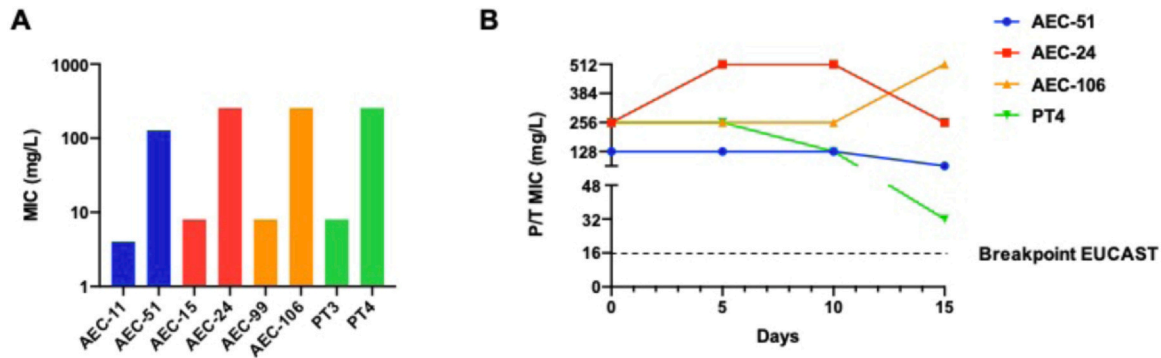 A
MIC (mg/L)
1000
100
10
1
AEC-11
AEC-51
AEC-15
AEC-24
AEC-99
AEC-106
PT3
PT4
B
P/T MIC (mg/L)
512
384
256
128
48
32
16
0
0
5
10
15
Days
AEC-51
AEC-24
AEC-106
PT4
Breakpoint EUCAST